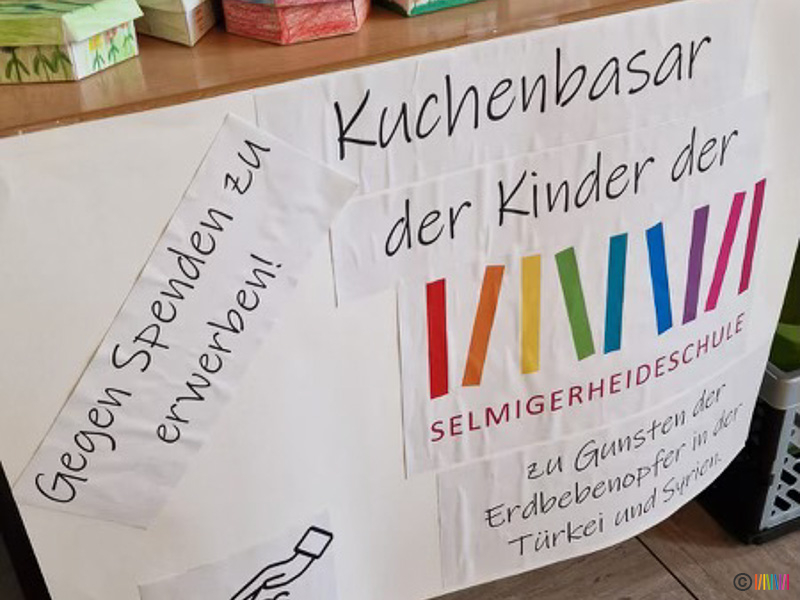 Kuchenbasar
der Kinder der
SELMIGERHEIDESCHULE
zu Gunsten der
Erdbebenopfer in der
Türkei und Syrien.
Gegen Spenden zu
erwerben!
©